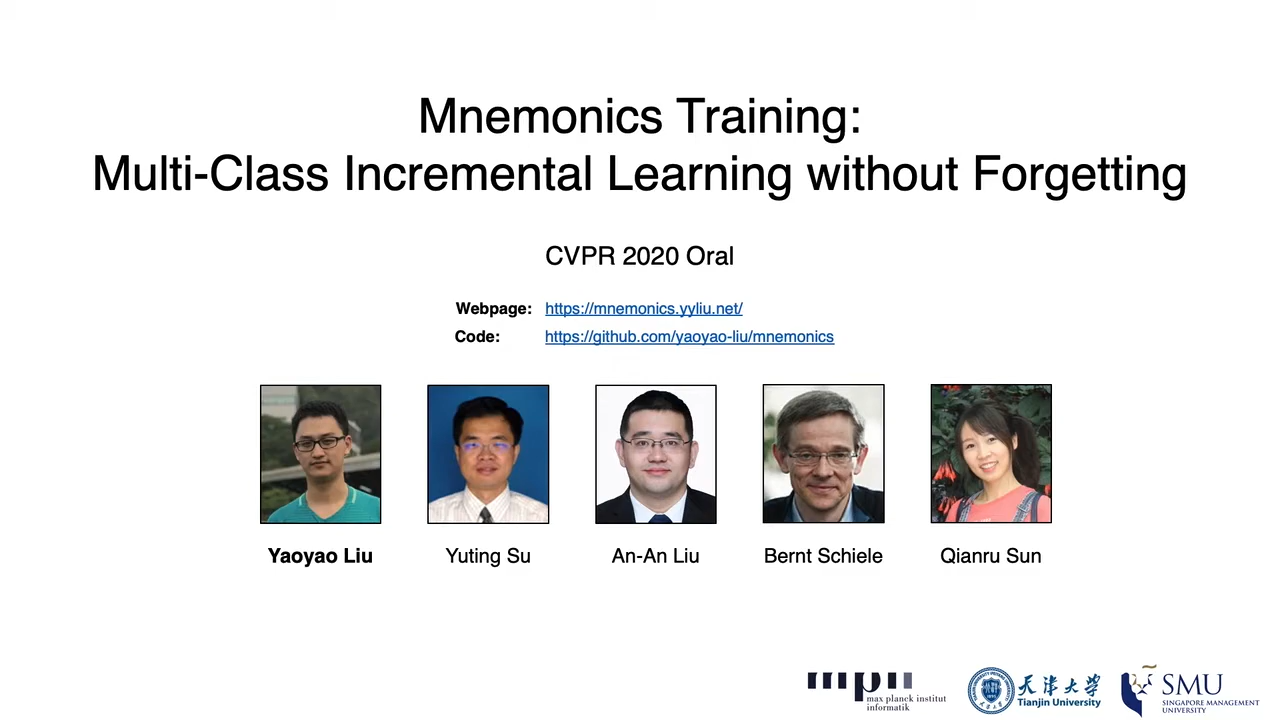 Mnemonics Training:
Multi-Class Incremental Learning without Forgetting
CVPR 2020 Oral
Webpage: https://mnemonics.yyliu.net/
Code: https://github.com/yaoyao-liu/mnemonics
Yaoyao Liu
Yuting Su
An-An Liu
Bernt Schiele
Qianru Sun
max planck institut
informatik
天津大学
Tianjin University
SMU
SINGAPORE MANAGEMENT
UNIVERSITY